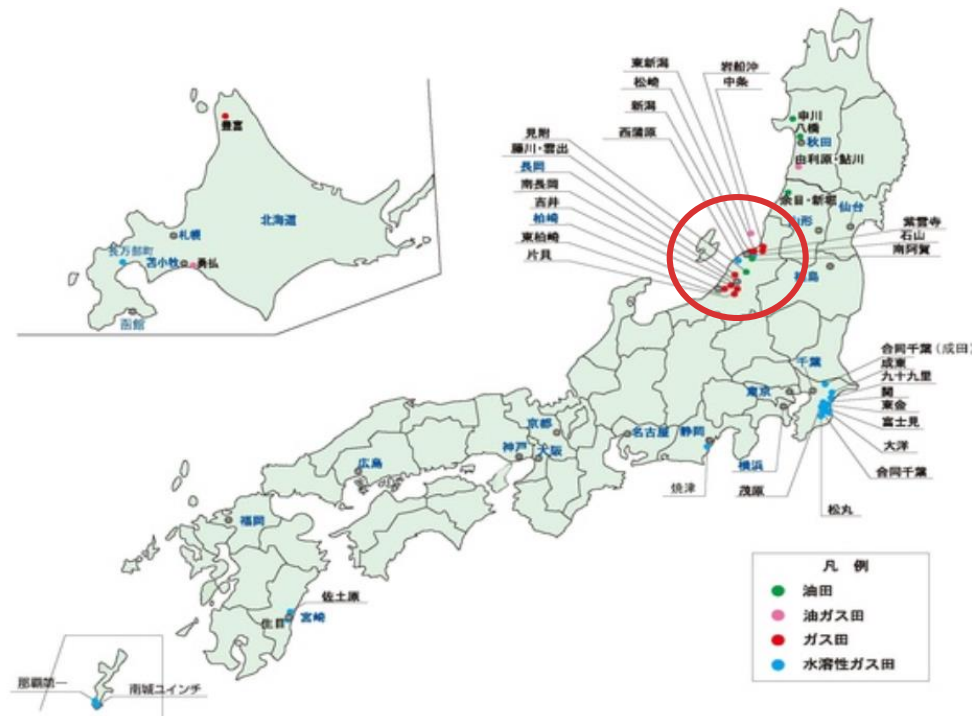 豊富
北海道
札幌
長万部町
苫小牧
勇払
函館
東新潟
松崎
新潟
西蒲原
岩船沖
中条
見附
藤川・雲出
長岡
南長岡
吉井
柏崎
東柏崎
片貝
申川
八橋
秋田
由利原・鮎川
余目・新堀
山形
仙台
紫雲寺
石山
南阿賀
福島
千葉
合同千葉(成田)
成東
九十九里
関
東金
富士見
大洋
合同千葉
東京
横浜
茂原
松丸
京都
神戸
大阪
名古屋
静岡
焼津
広島
福岡
佐土原
生目
宮崎
那覇第一
南城ユインチ
凡 例
油田
油ガス田
ガス田
水溶性ガス田